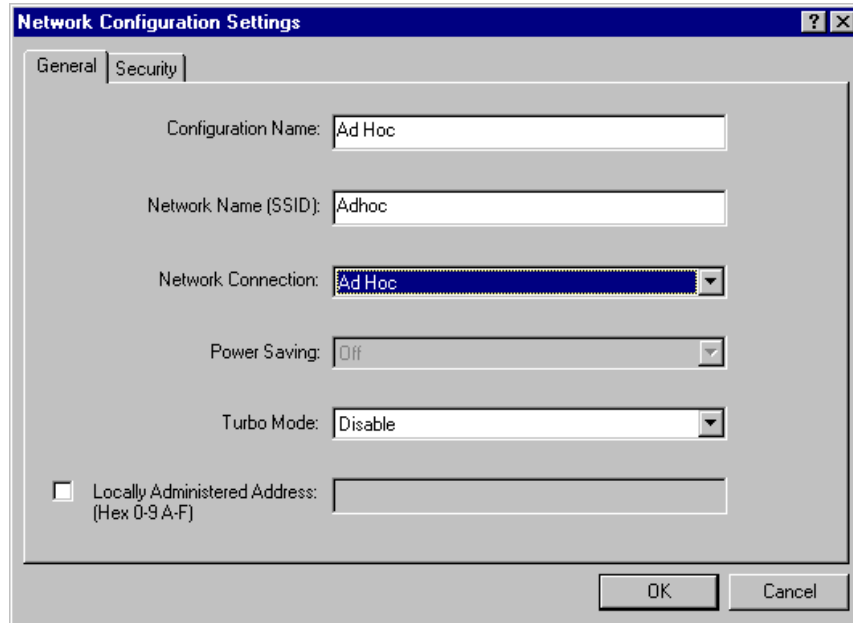 Network Configuration Settings
General Security
Configuration Name: Ad Hoc
Network Name (SSID): Adhoc
Network Connection: Ad Hoc
Power Saving: Off
Turbo Mode: Disable
Locally Administered Address:
(Hex 0-9 A-F)
OK Cancel